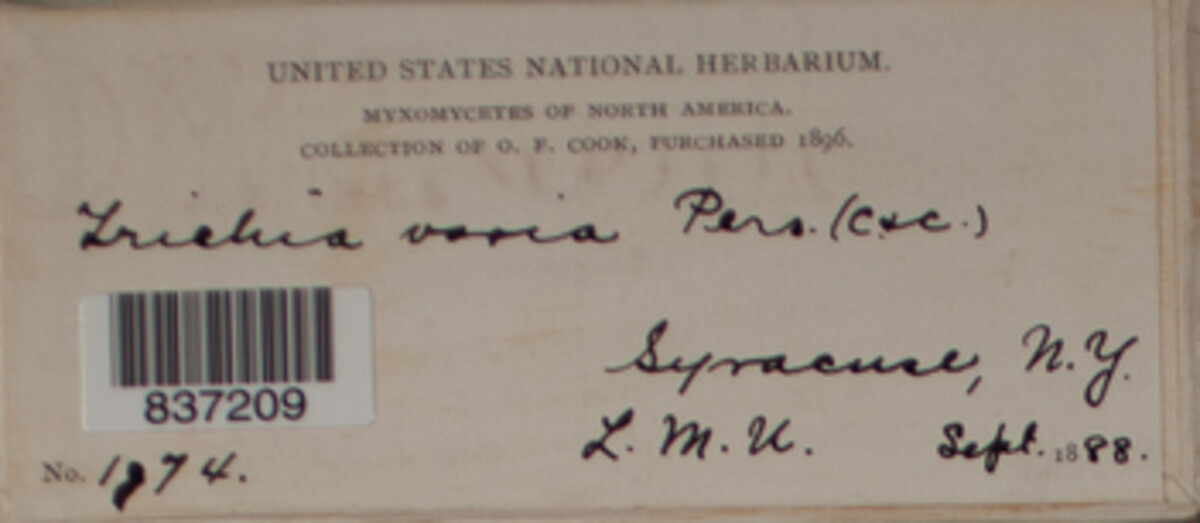 UNITED STATES NATIONAL HERBARIUM.
MYXOMYCETES OF NORTH AMERICA.
COLLECTION OF O. F. COOK, PURCHASED 1896.
Trichia varia Pers. (C&C.)
837209
Syracuse, N.Y.
L. M. U. Sept. 1888.
No.